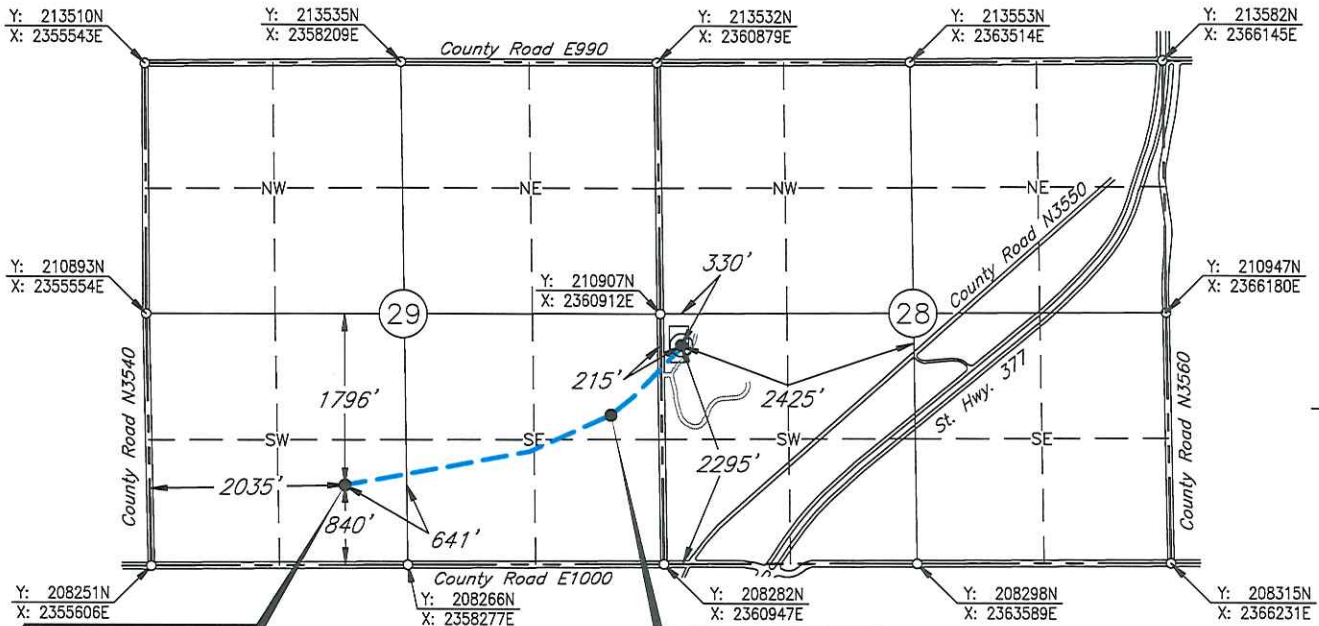 Y: 213510N
X: 2355543E
Y: 213535N
X: 2358209E
Y: 213532N
X: 2360879E
Y: 213553N
X: 2363514E
Y: 213582N
X: 2366145E
County Road E990
NW
NE
NW
NE
County Road N3550
Y: 210893N
X: 2355554E
29
Y: 210907N
X: 2360912E
330'
28
Y: 210947N
X: 2366180E
County Road N3540
1796'
215'
2425'
St. Hwy. 377
County Road N3560
SW
SE
SW
SE
2035'
2295'
840'
641'
County Road E1000
Y: 208251N
X: 2355606E
Y: 208266N
X: 2358277E
Y: 208282N
X: 2360947E
Y: 208298N
X: 2363589E
Y: 208315N
X: 2366231E